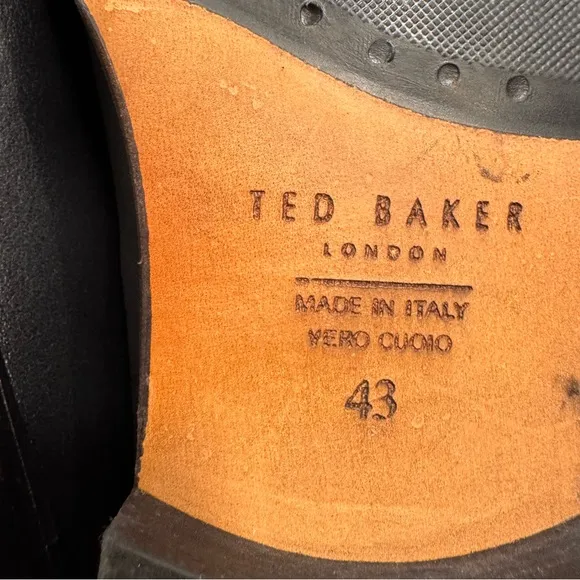 TED BAKER
LONDON
MADE IN ITALY
VERO CUOIO
43